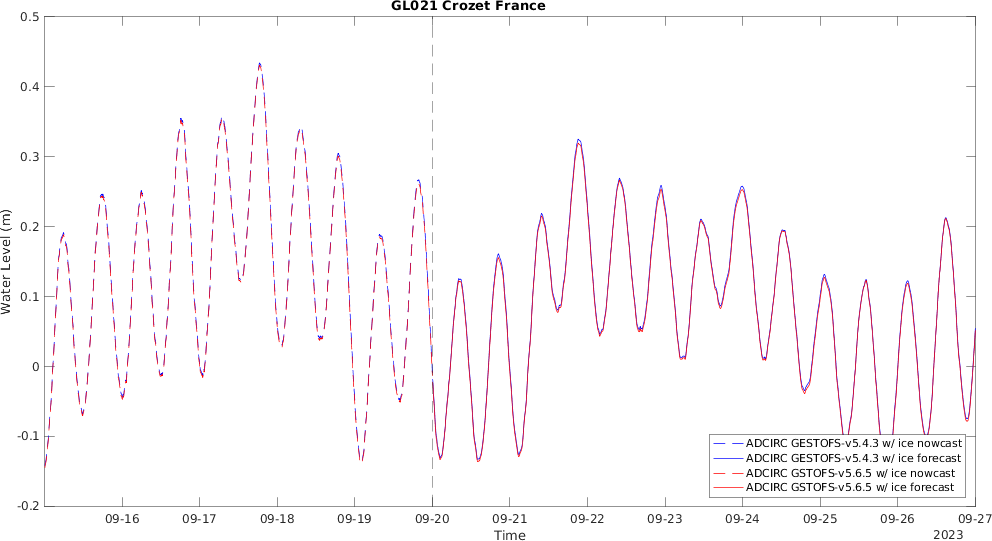 GL021 Crozet France
0.5
0.4
0.3
0.2
0.1
0
-0.1
-0.2
Water Level (m)
ADCIRC GESTOFS-v5.4.3 w/ ice nowcast
ADCIRC GESTOFS-v5.4.3 w/ ice forecast
ADCIRC GSTOFS-v5.6.5 w/ ice nowcast
ADCIRC GSTOFS-v5.6.5 w/ ice forecast
09-16 09-17 09-18 09-19 09-20 09-21 09-22 09-23 09-24 09-25 09-26 09-27
Time
2023